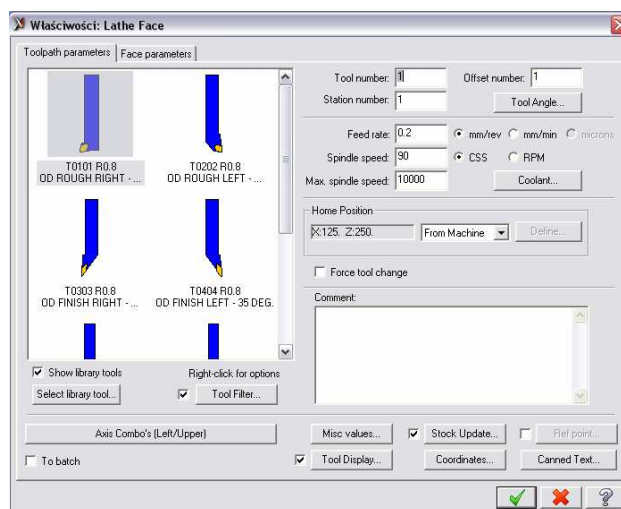 Właściwości: Lathe Face
Toolpath parameters
Face parameters
T0101 R0.8
OD ROUGH RIGHT - ...
T0202 R0.8
OD ROUGH LEFT - ...
T0303 R0.8
OD FINISH RIGHT - ...
T0404 R0.8
OD FINISH LEFT - 35 DEG.
Show library tools
Right-click for options
Select library tool...
Tool Filter...
Axis Combo's (Left/Upper)
To batch
Tool number: 1
Offset number: 1
Station number: 1
Tool Angle...
Feed rate: 0.2
mm/rev
mm/min
microns
Spindle speed: 90
CSS
RPM
Max. spindle speed: 10000
Coolant...
Home Position
X:125. Z:250.
From Machine
Define...
Force tool change
Comment:
Misc values...
Stock Update...
Ref point...
Tool Display...
Coordinates...
Canned Text...